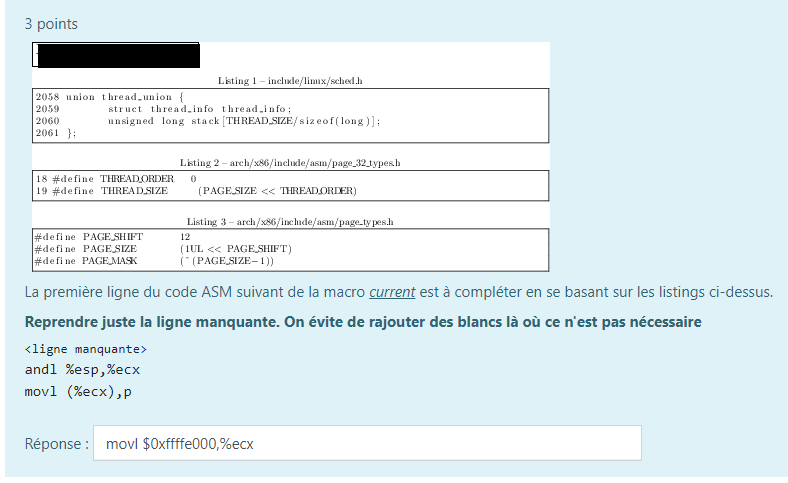 3 points
Listing 1 – include/linux/sched.h
2058 union thread_union {
2059 struct thread_info thread_info;
2060 unsigned long stack[THREAD_SIZE/sizeof(long)];
2061 };
Listing 2 – arch/x86/include/asm/page_32_types.h
18 #define THREAD_ORDER 0
19 #define THREAD_SIZE (PAGE_SIZE << THREAD_ORDER)
Listing 3 – arch/x86/include/asm/page_types.h
#define PAGE_SHIFT 12
#define PAGE_SIZE (1UL << PAGE_SHIFT)
#define PAGE_MASK (~(PAGE_SIZE-1))
La première ligne du code ASM suivant de la macro current est à compléter en se basant sur les listings ci-dessus.
Reprendre juste la ligne manquante. On évite de rajouter des blancs là où ce n'est pas nécessaire
<ligne manquante>
andl %esp,%ecx
movl (%ecx),p
Réponse : movl $0xffffe000,%ecx